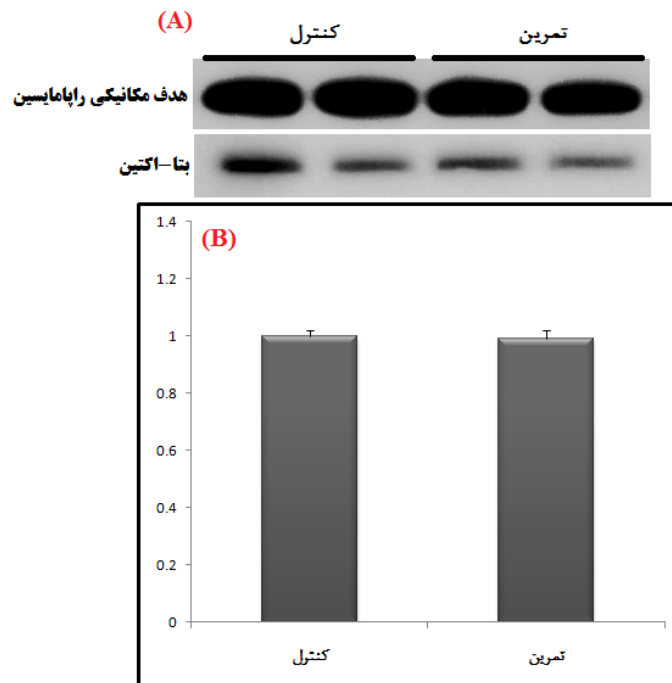 (A)
کنترل
تمرین
هدف مکانیکی راپامایسین
بتا-اکتین
(B)
1.4
1.2
1
0.8
0.6
0.4
0.2
0
کنترل
تمرین